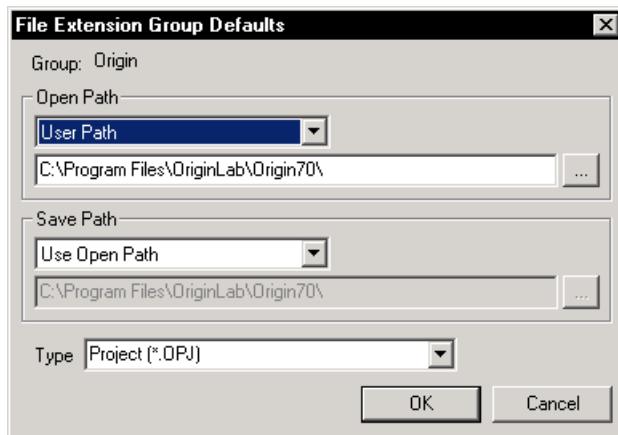 File Extension Group Defaults
Group: Origin
Open Path
User Path
C:\Program Files\OriginLab\Origin70\
...
Save Path
Use Open Path
C:\Program Files\OriginLab\Origin70\
...
Type Project (*.OPJ)
OK Cancel